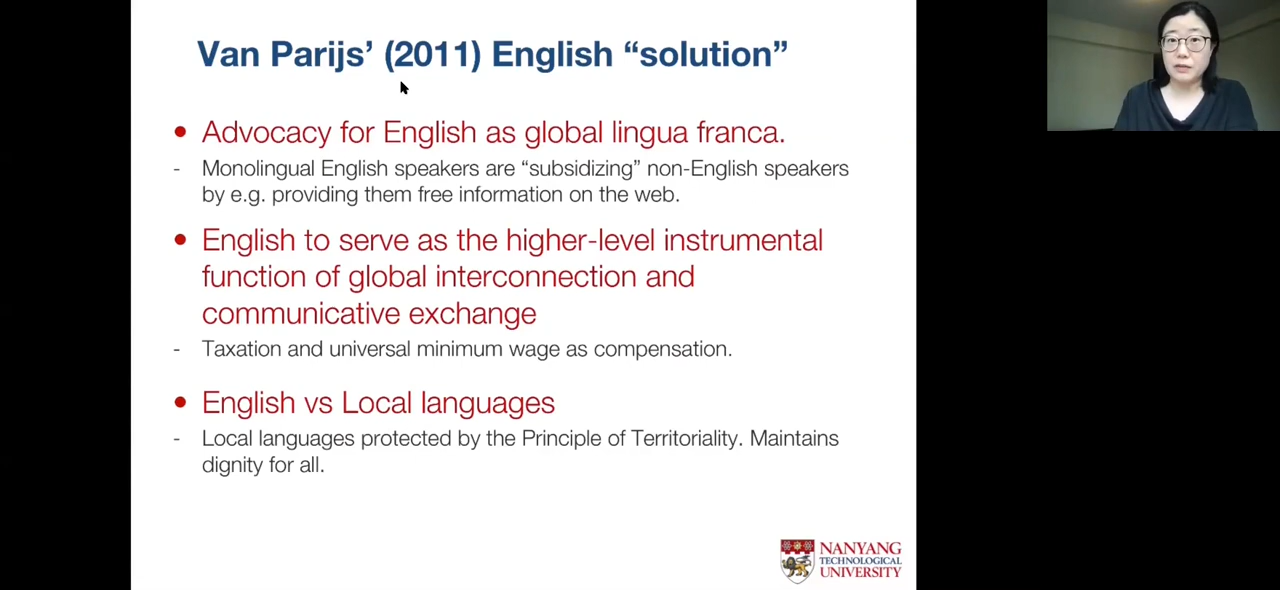 Van Parijs’ (2011) English “solution”
• Advocacy for English as global lingua franca.
- Monolingual English speakers are “subsidizing” non-English speakers
by e.g. providing them free information on the web.
• English to serve as the higher-level instrumental
function of global interconnection and
communicative exchange
- Taxation and universal minimum wage as compensation.
• English vs Local languages
- Local languages protected by the Principle of Territoriality. Maintains
dignity for all.
NANYANG
TECHNOLOGICAL
UNIVERSITY